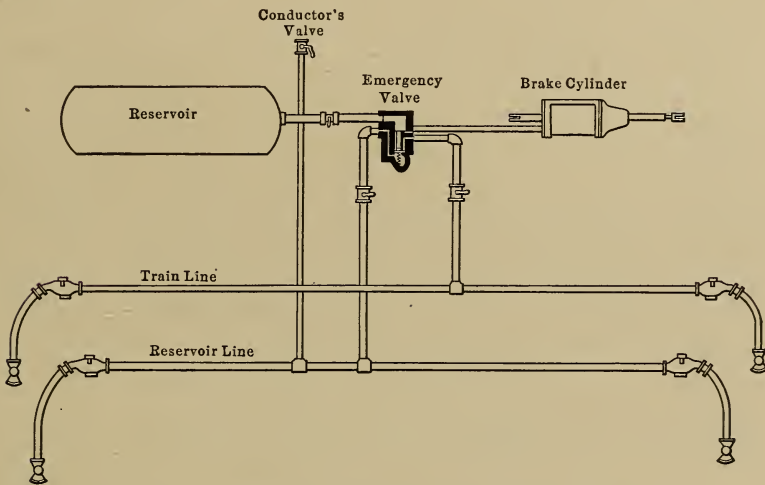 Conductor's
Valve
Emergency
Valve
Brake Cylinder
Reservoir
Train Line
Reservoir Line